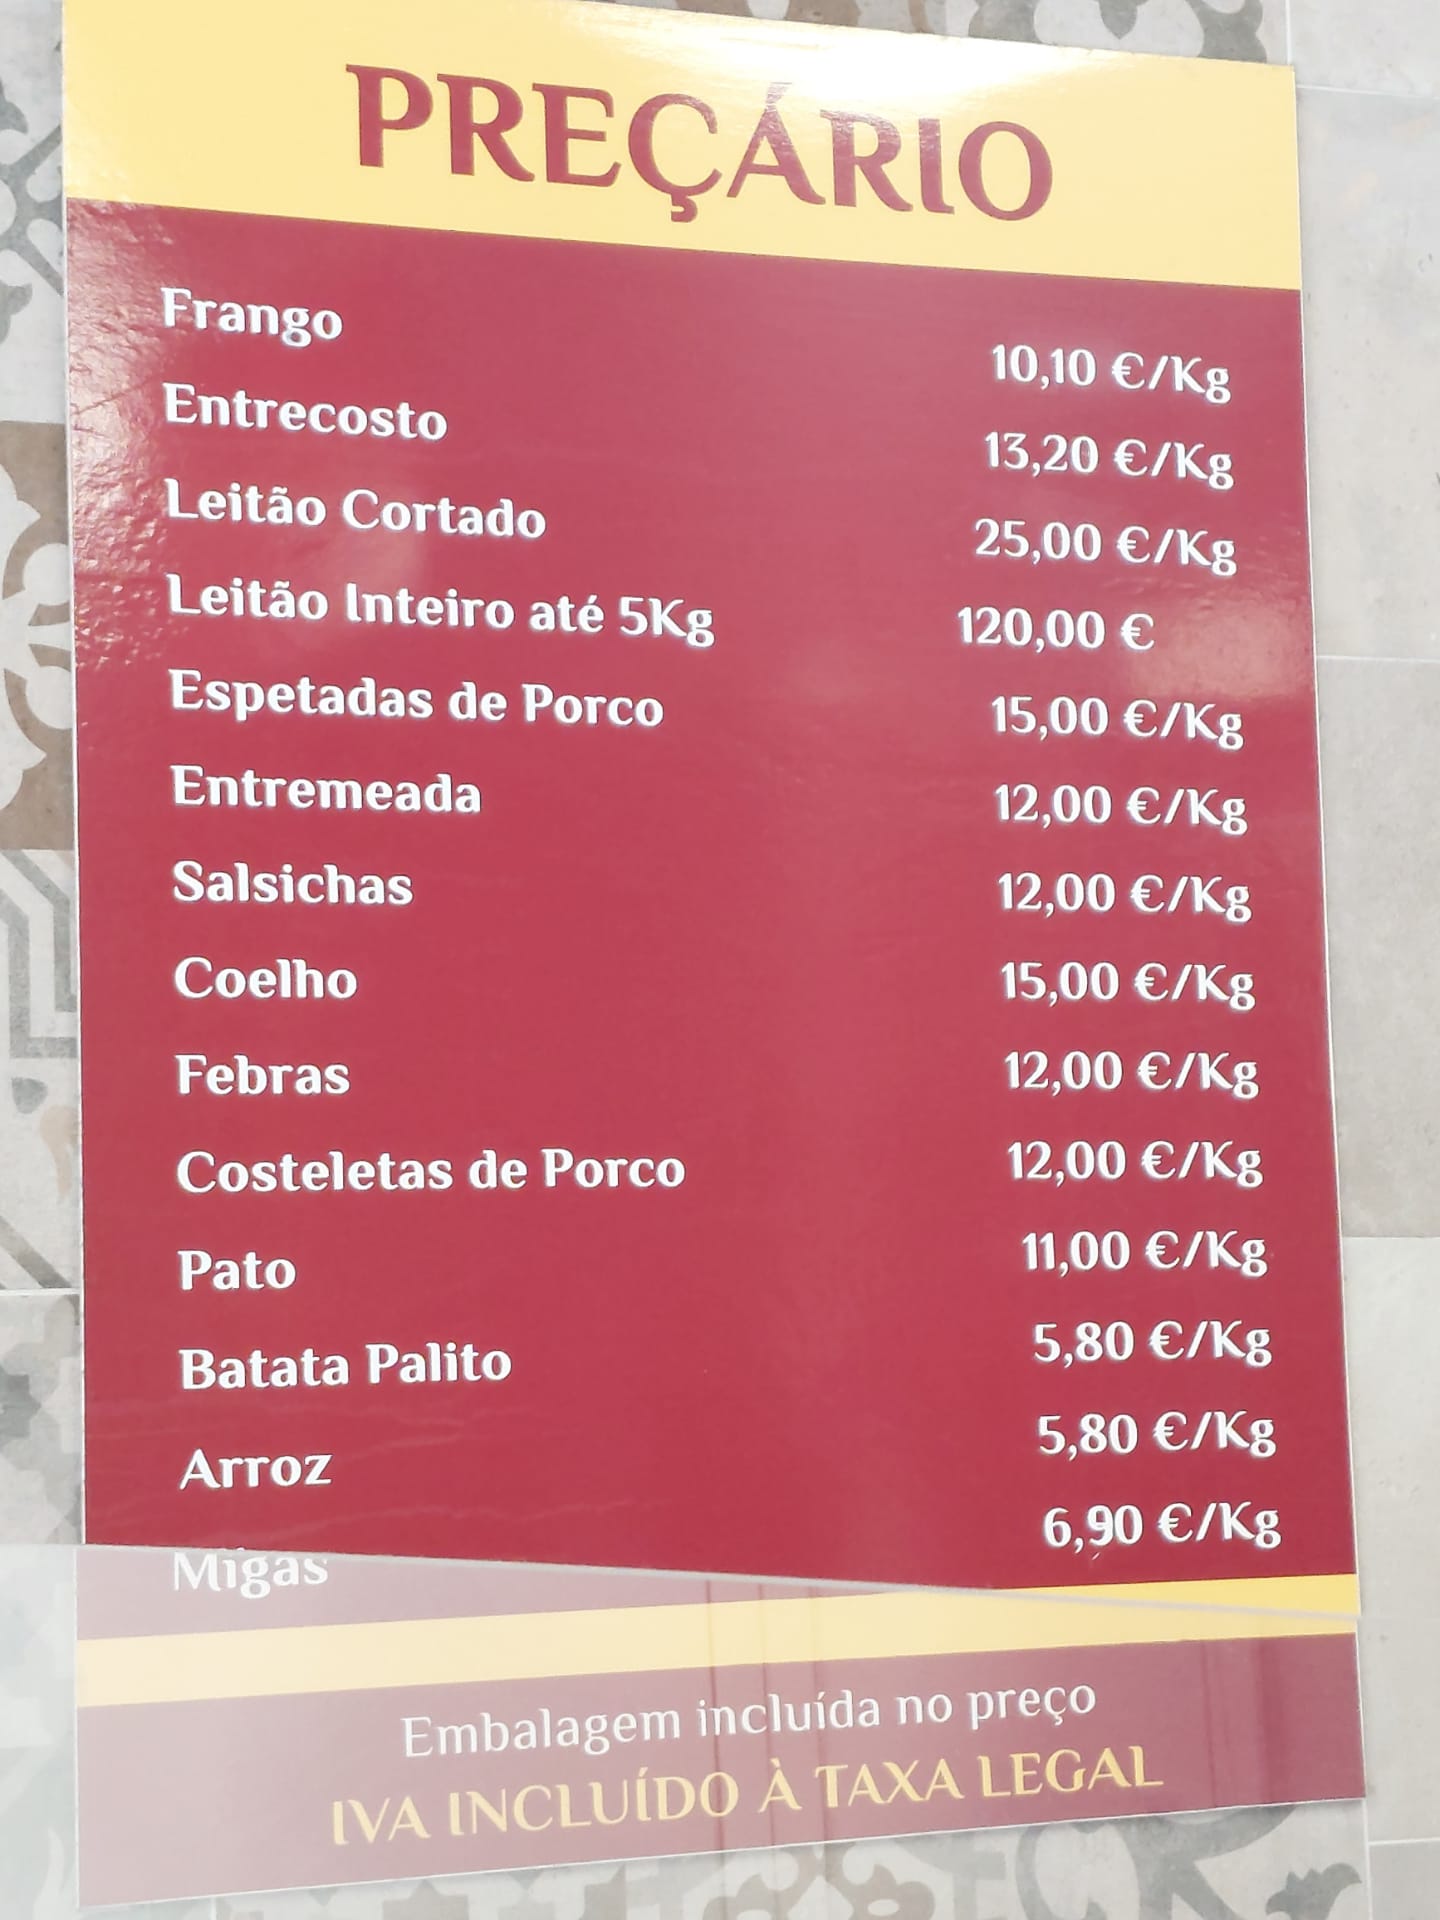 PREÇÁRIO
Frango 10,10 €/Kg
Entrecosto 13,20 €/Kg
Leitão Cortado 25,00 €/Kg
Leitão Inteiro até 5Kg 120,00 €
Espetadas de Porco 15,00 €/Kg
Entremeada 12,00 €/Kg
Salsichas 12,00 €/Kg
Coelho 15,00 €/Kg
Febras 12,00 €/Kg
Costeletas de Porco 12,00 €/Kg
Pato 11,00 €/Kg
Batata Palito 5,80 €/Kg
Arroz 5,80 €/Kg
Migas 6,90 €/Kg
Embalagem incluída no preço
IVA INCLUÍDO À TAXA LEGAL